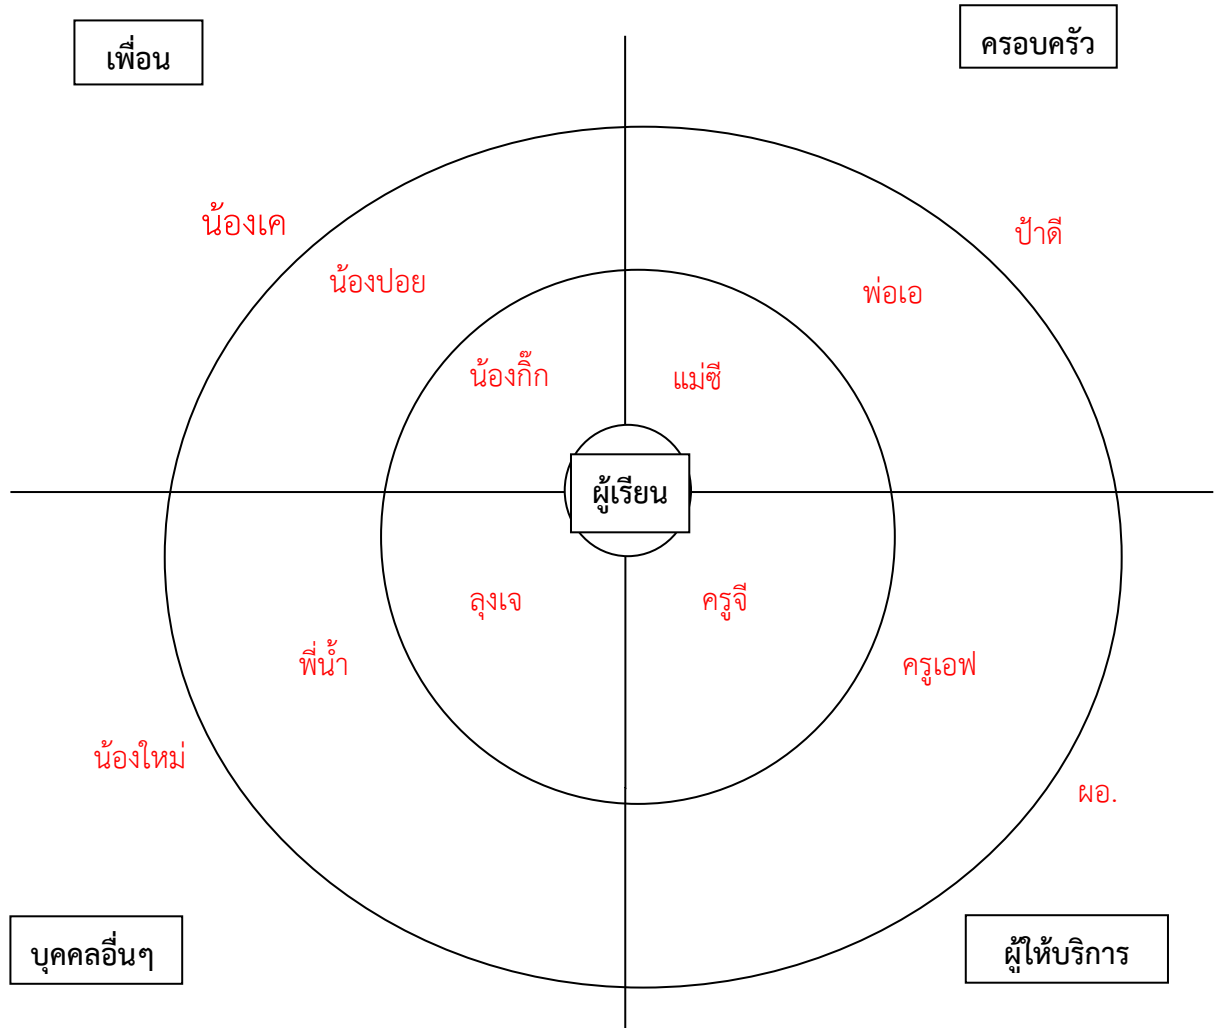 เพื่อน
ครอบครัว
น้องเค
ป้าดี
น้องปอย
พ่อเอ
น้องกิ๊ก
แม่ซี
ผู้เรียน
ลุงเจ
ครูจี
พี่น้ำ
ครูเอฟ
น้องใหม่
ผอ.
บุคคลอื่นๆ
ผู้ให้บริการ